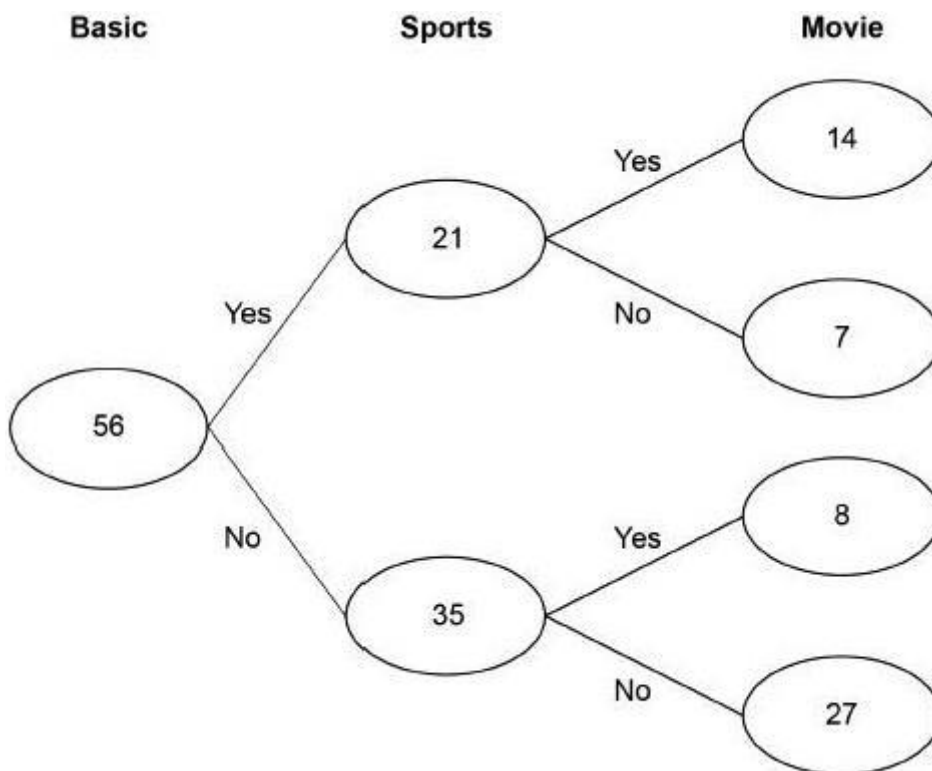 Basic Sports Movie
14
Yes
21
No
Yes
7
56
8
No
Yes
35
No
27